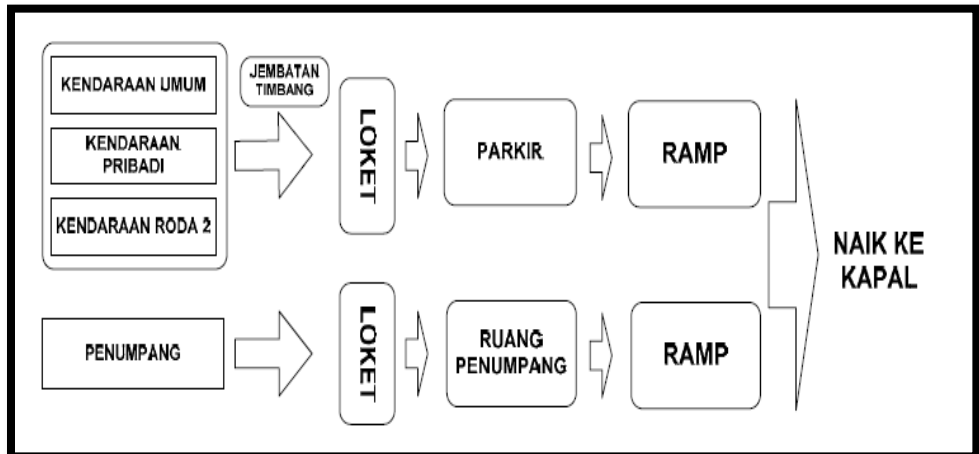 KENDARAAN UMUM
KENDARAAN.
PRIBADI
KENDARAAN RODA 2
JEMBATAN
TIMBANG
LOKET
PARKIR.
RAMP
PENUMPANG
LOKET
RUANG
PENUMPANG
RAMP
NAIK KE
KAPAL